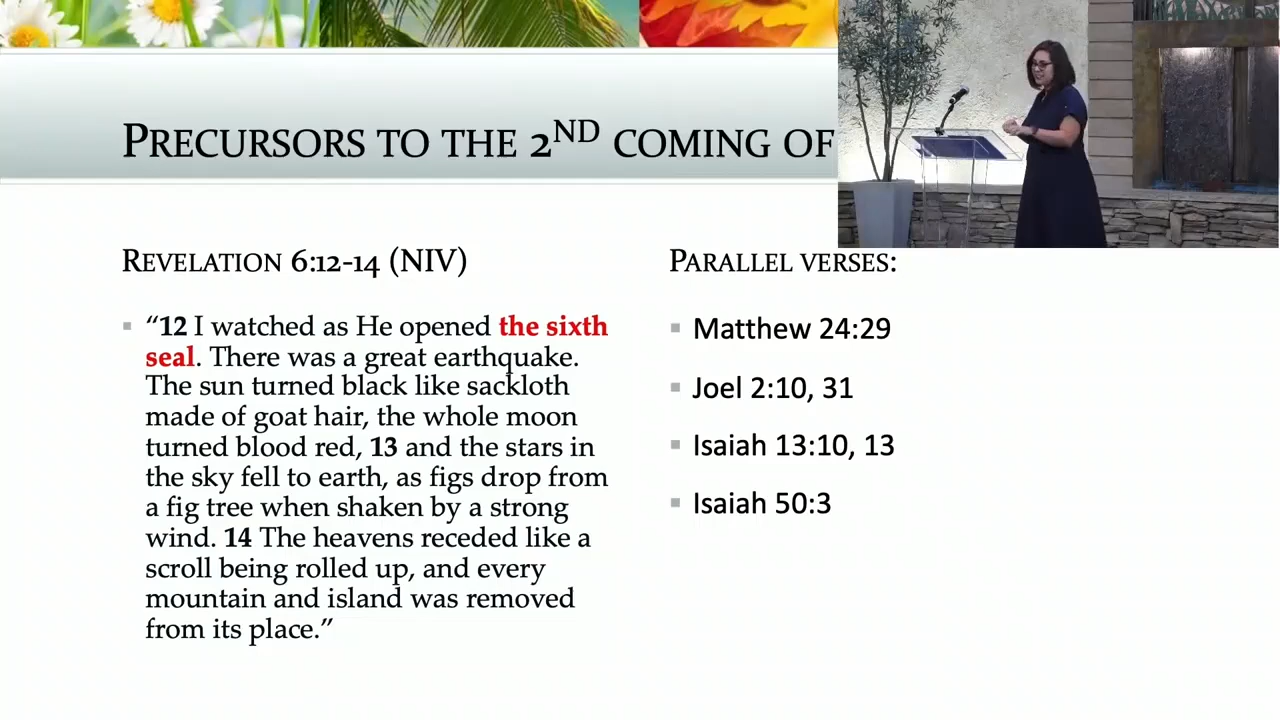 PRECURSORS TO THE 2ND COMING OF
REVELATION 6:12-14 (NIV)
“12 I watched as He opened the sixth
seal. There was a great earthquake.
The sun turned black like sackloth
made of goat hair, the whole moon
turned blood red, 13 and the stars in
the sky fell to earth, as figs drop from
a fig tree when shaken by a strong
wind. 14 The heavens receded like a
scroll being rolled up, and every
mountain and island was removed
from its place.”
PARALLEL VERSES:
Matthew 24:29
Joel 2:10, 31
Isaiah 13:10, 13
Isaiah 50:3